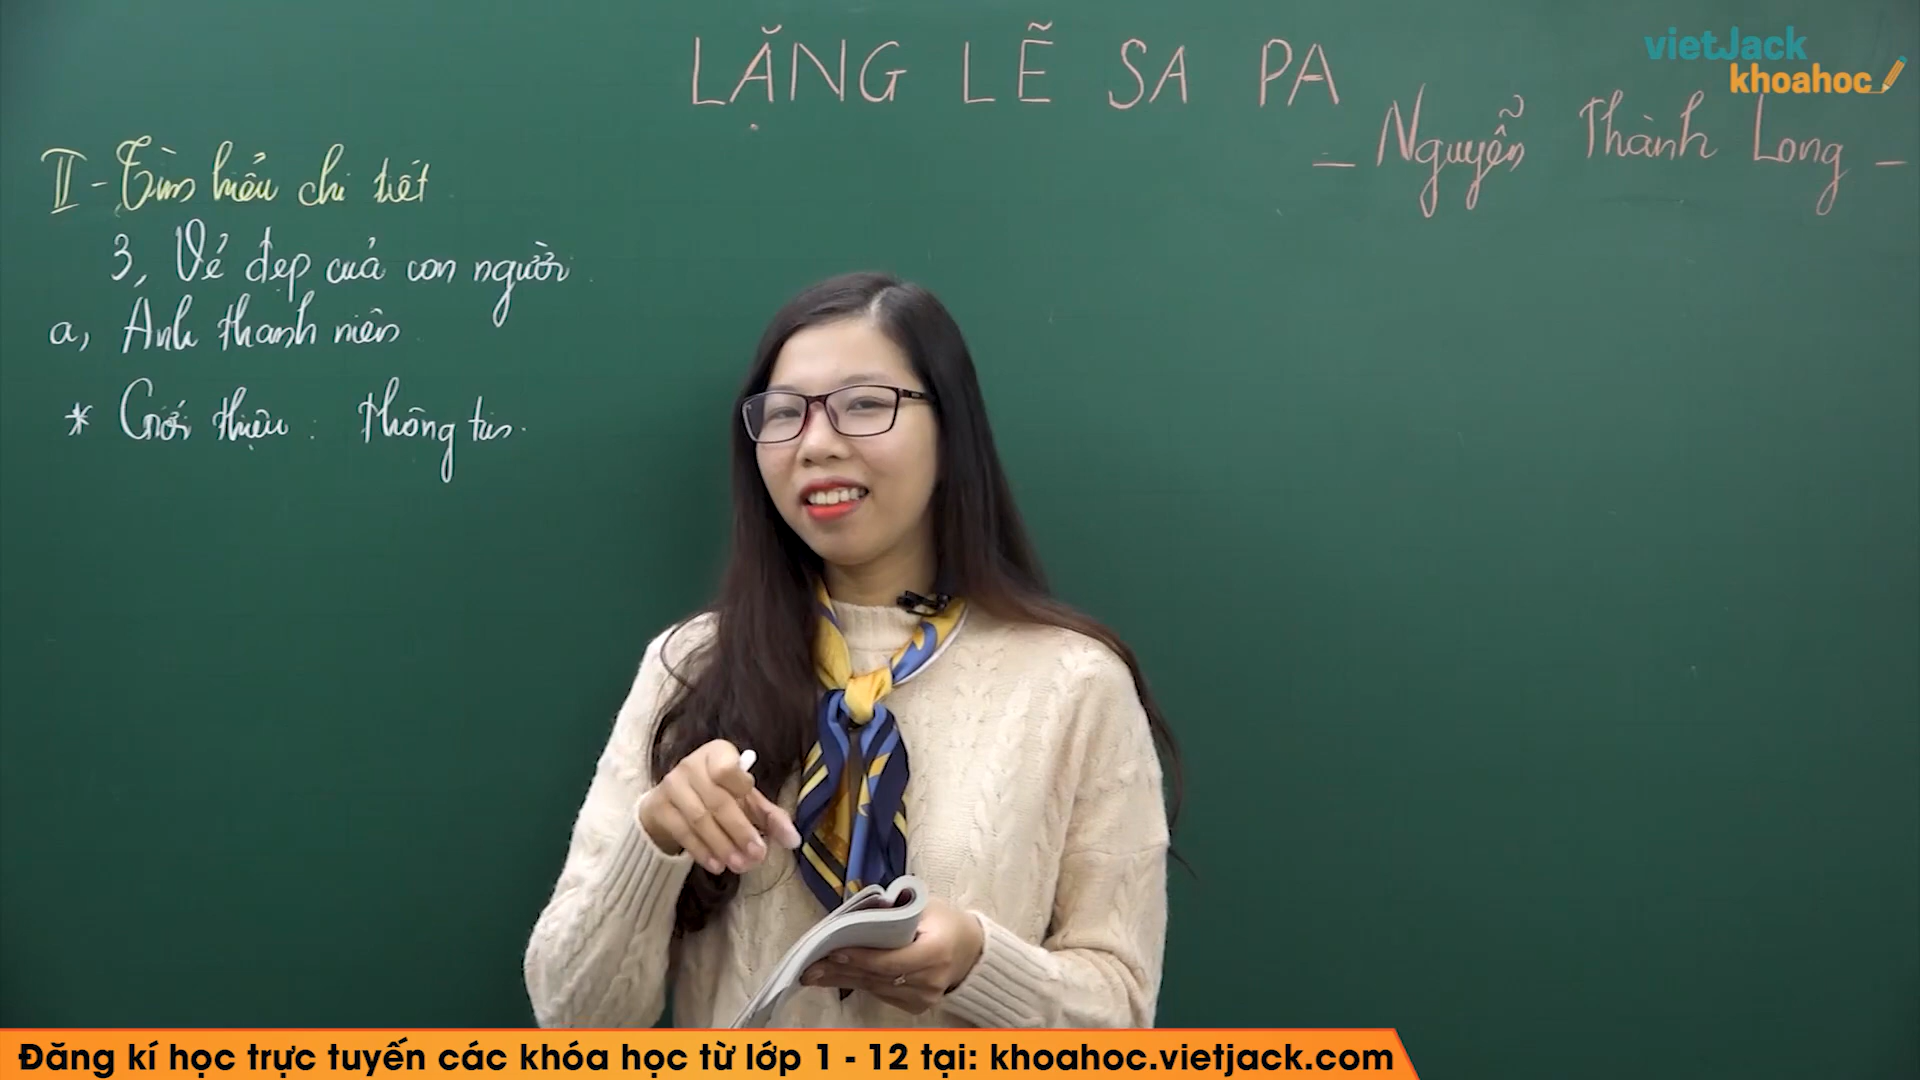 LẶNG LẼ SA PA
- Nguyễn Thành Long -
vietJack
khoahoc
II - Tìm hiểu chi tiết
3, Vẻ đẹp của con người
a, Anh thanh niên
* Giới thiệu: thông tin.
Đăng kí học trực tuyến các khóa học từ lớp 1 - 12 tại: khoahoc.vietjack.com